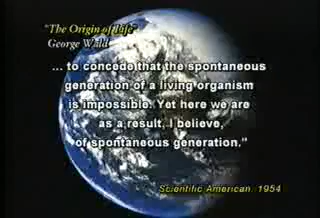 "The Origin of Life"
George Wald
... to concede that the spontaneous
generation of a living organism
is impossible. Yet here we are
as a result, I believe,
of spontaneous generation."
Scientific American, 1954